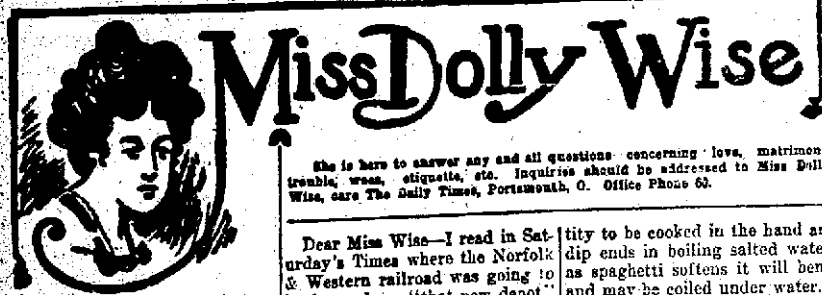 Miss Dolly Wise
She is here to answer any and all questions concerning love, matrimon
trouble, woes, etiquette, etc. Inquiries should be addressed to Miss Doll
Wise, care The Daily Times, Portsmouth, O. Office Phone 63.
Dear Miss Wise—I read in Sat-
urday's Times where the Norfolk
& Western railroad was going to
"that new depot"
tity to be cooked in the hand an
dip ends in boiling salted wate
as spaghetti softens it will ben
and may be coiled under water.